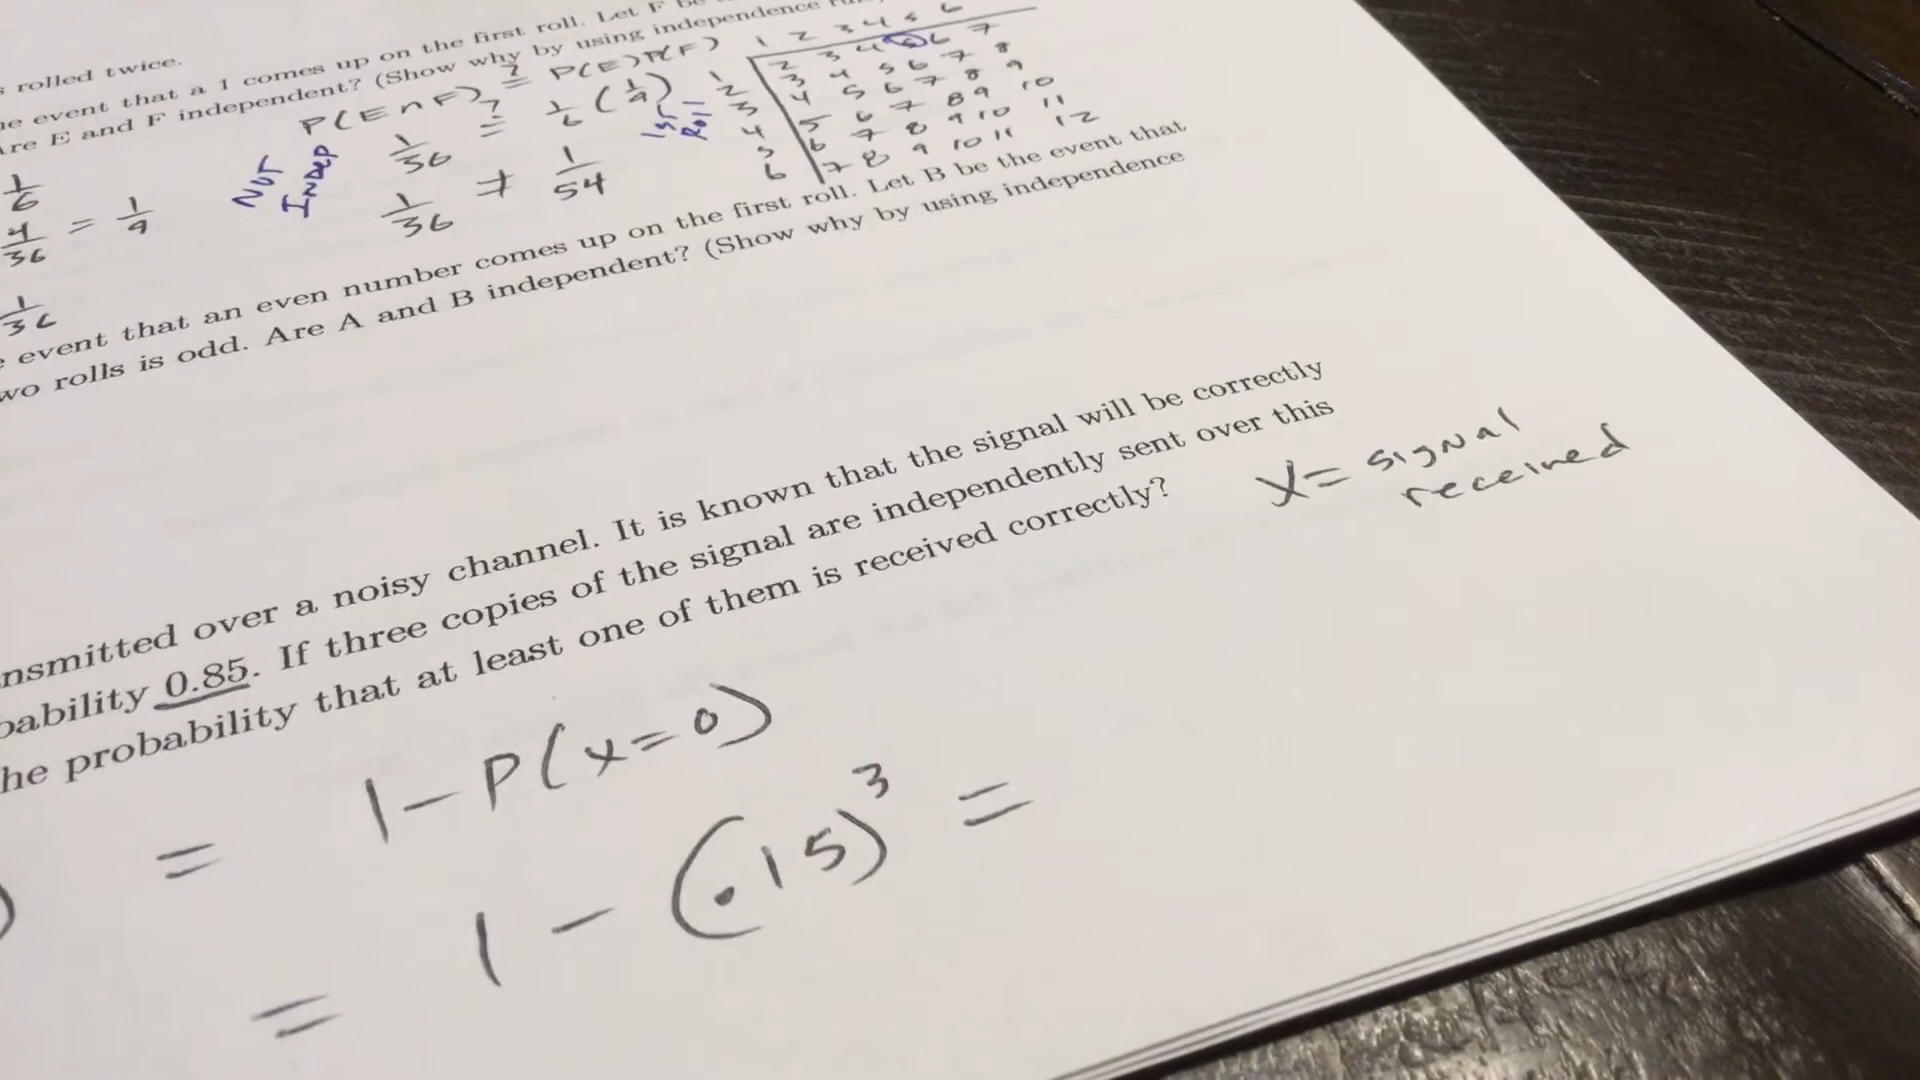 rolled twice.
event that a 1 comes up on the first roll. Let F be
Are E and F independent? (Show why by using independence
P(E∩F) ≟ P(E)P(F)
1/36 ≟ 1/6 (1/9)
1/36 ≠ 1/54
NOT
INDEP
1/6
4/36 = 1/9
1/36
1ST
Roll
1 2 3 4 5 6
1 2 3 4 5 6 7
2 3 4 5 6 7 8
3 4 5 6 7 8 9
4 5 6 7 8 9 10
5 6 7 8 9 10 11
6 7 8 9 10 11 12
event that an even number comes up on the first roll. Let B be the event that
wo rolls is odd. Are A and B independent? (Show why by using independence
nsmitted over a noisy channel. It is known that the signal will be correctly
bability 0.85. If three copies of the signal are independently sent over this
he probability that at least one of them is received correctly?
X = signal
received
= 1 - P(x=0)
= 1 - (.15)³ =